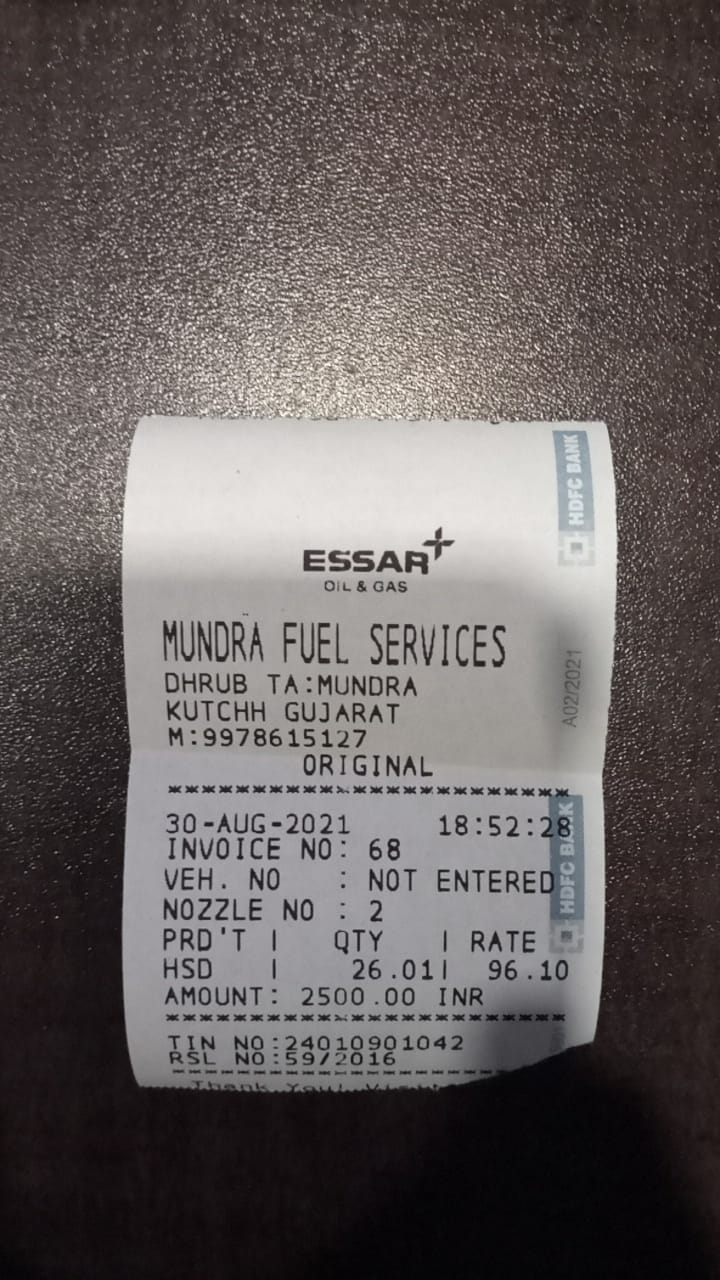 HDFC BANK
ESSAR
OIL & GAS
MUNDRA FUEL SERVICES
DHRUB TA:MUNDRA
KUTCHH GUJARAT
M:9978615127
ORIGINAL
A02/2021
************************
30-AUG-2021 18:52:28
INVOICE NO: 68
VEH. NO : NOT ENTERED
NOZZLE NO : 2
HDFC BANK
PRD'T | QTY | RATE
HSD | 26.01| 96.10
AMOUNT: 2500.00 INR
************************
TIN NO:24010901042
RSL NO:59/2016
Thank You!